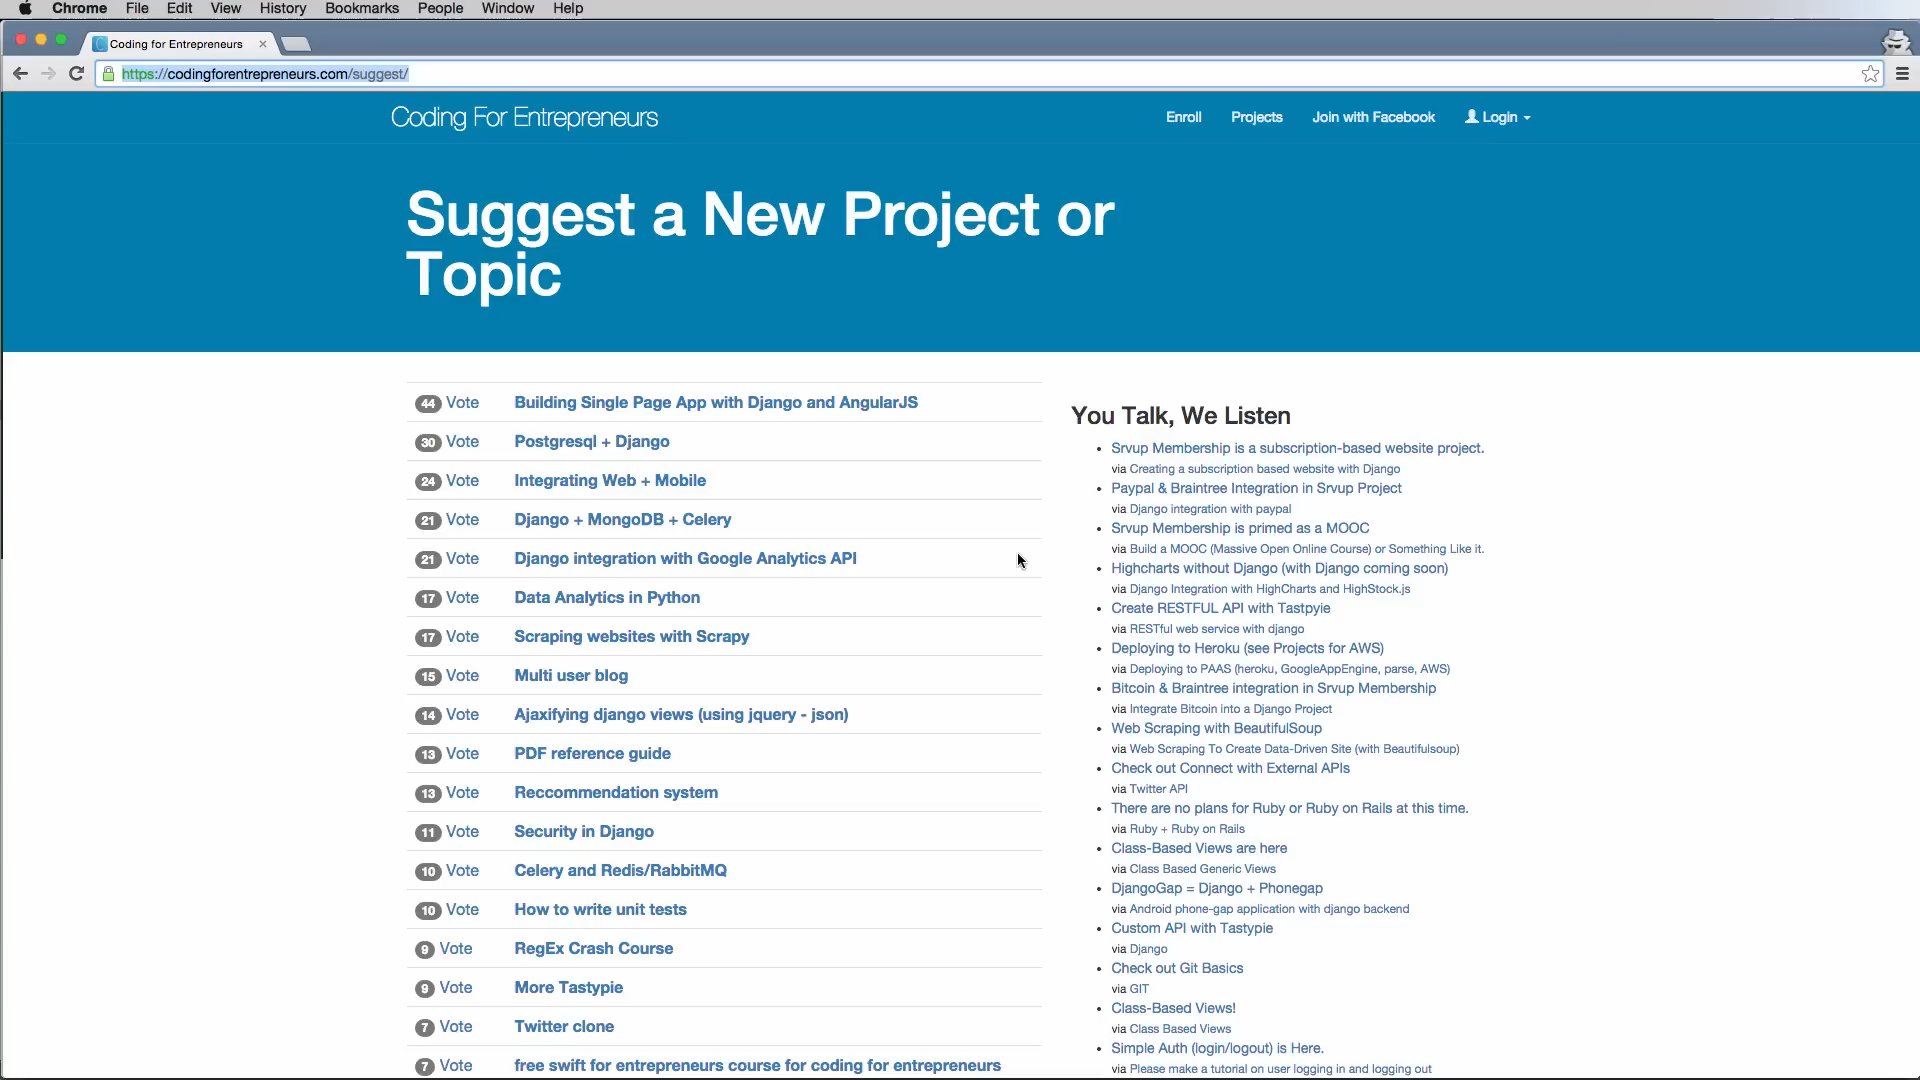 Chrome File Edit View History Bookmarks People Window Help
Coding for Entrepreneurs
https://codingforentrepreneurs.com/suggest/
Coding For Entrepreneurs
Enroll Projects Join with Facebook Login
Suggest a New Project or
Topic
44 Vote Building Single Page App with Django and AngularJS
30 Vote Postgresql + Django
24 Vote Integrating Web + Mobile
21 Vote Django + MongoDB + Celery
21 Vote Django integration with Google Analytics API
17 Vote Data Analytics in Python
17 Vote Scraping websites with Scrapy
15 Vote Multi user blog
14 Vote Ajaxifying django views (using jquery - json)
13 Vote PDF reference guide
13 Vote Reccommendation system
11 Vote Security in Django
10 Vote Celery and Redis/RabbitMQ
10 Vote How to write unit tests
9 Vote RegEx Crash Course
9 Vote More Tastypie
7 Vote Twitter clone
7 Vote free swift for entrepreneurs course for coding for entrepreneurs
You Talk, We Listen
Srvup Membership is a subscription-based website project.
via Creating a subscription based website with Django
Paypal & Braintree Integration in Srvup Project
via Django integration with paypal
Srvup Membership is primed as a MOOC
via Build a MOOC (Massive Open Online Course) or Something Like it.
Highcharts without Django (with Django coming soon)
via Django Integration with HighCharts and HighStock.js
Create RESTFUL API with Tastpyie
via RESTful web service with django
Deploying to Heroku (see Projects for AWS)
via Deploying to PAAS (heroku, GoogleAppEngine, parse, AWS)
Bitcoin & Braintree integration in Srvup Membership
via Integrate Bitcoin into a Django Project
Web Scraping with BeautifulSoup
via Web Scraping To Create Data-Driven Site (with Beautifulsoup)
Check out Connect with External APIs
via Twitter API
There are no plans for Ruby or Ruby on Rails at this time.
via Ruby + Ruby on Rails
Class-Based Views are here
via Class Based Generic Views
DjangoGap = Django + Phonegap
via Android phone-gap application with django backend
Custom API with Tastypie
via Django
Check out Git Basics
via GIT
Class-Based Views!
via Class Based Views
Simple Auth (login/logout) is Here.
via Please make a tutorial on user logging in and logging out